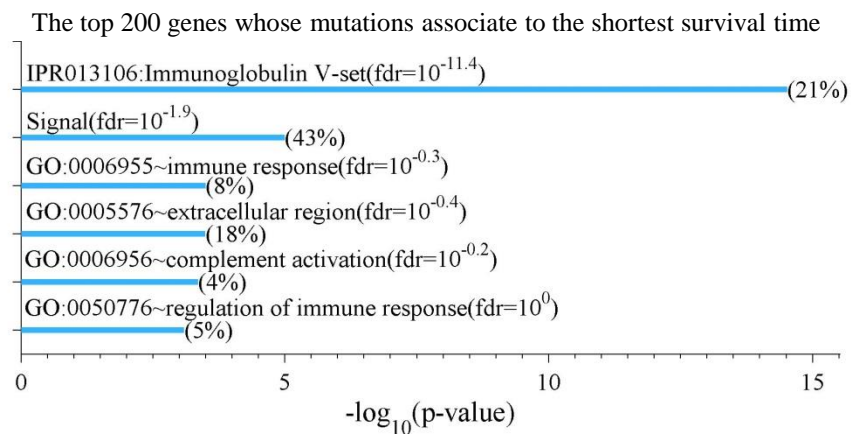 The top 200 genes whose mutations associate to the shortest survival time
IPR013106:Immunoglobulin V-set(fdr=10^-11.4)
(21%)
Signal(fdr=10^-1.9)
(43%)
GO:0006955~immune response(fdr=10^-0.3)
(8%)
GO:0005576~extracellular region(fdr=10^-0.4)
(18%)
GO:0006956~complement activation(fdr=10^-0.2)
(4%)
GO:0050776~regulation of immune response(fdr=10^0)
(5%)
0 5 10 15
-log10(p-value)